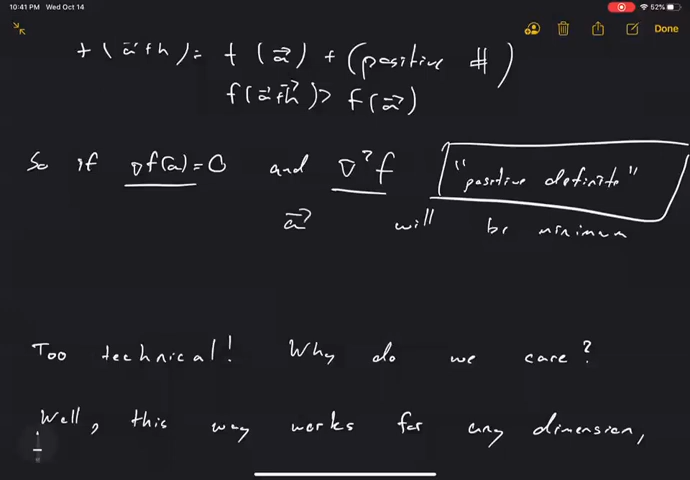 10:41 PM Wed Oct 14
52%
Done
f(a⃗+h) = f(a⃗) + (positive #)
f(a⃗+h⃗) > f(a⃗)
So if ∇f(a)=0 and ∇²f "positive definite"
a⃗ will be minimum
Too technical! Why do we care?
Well, this way works for any dimension,